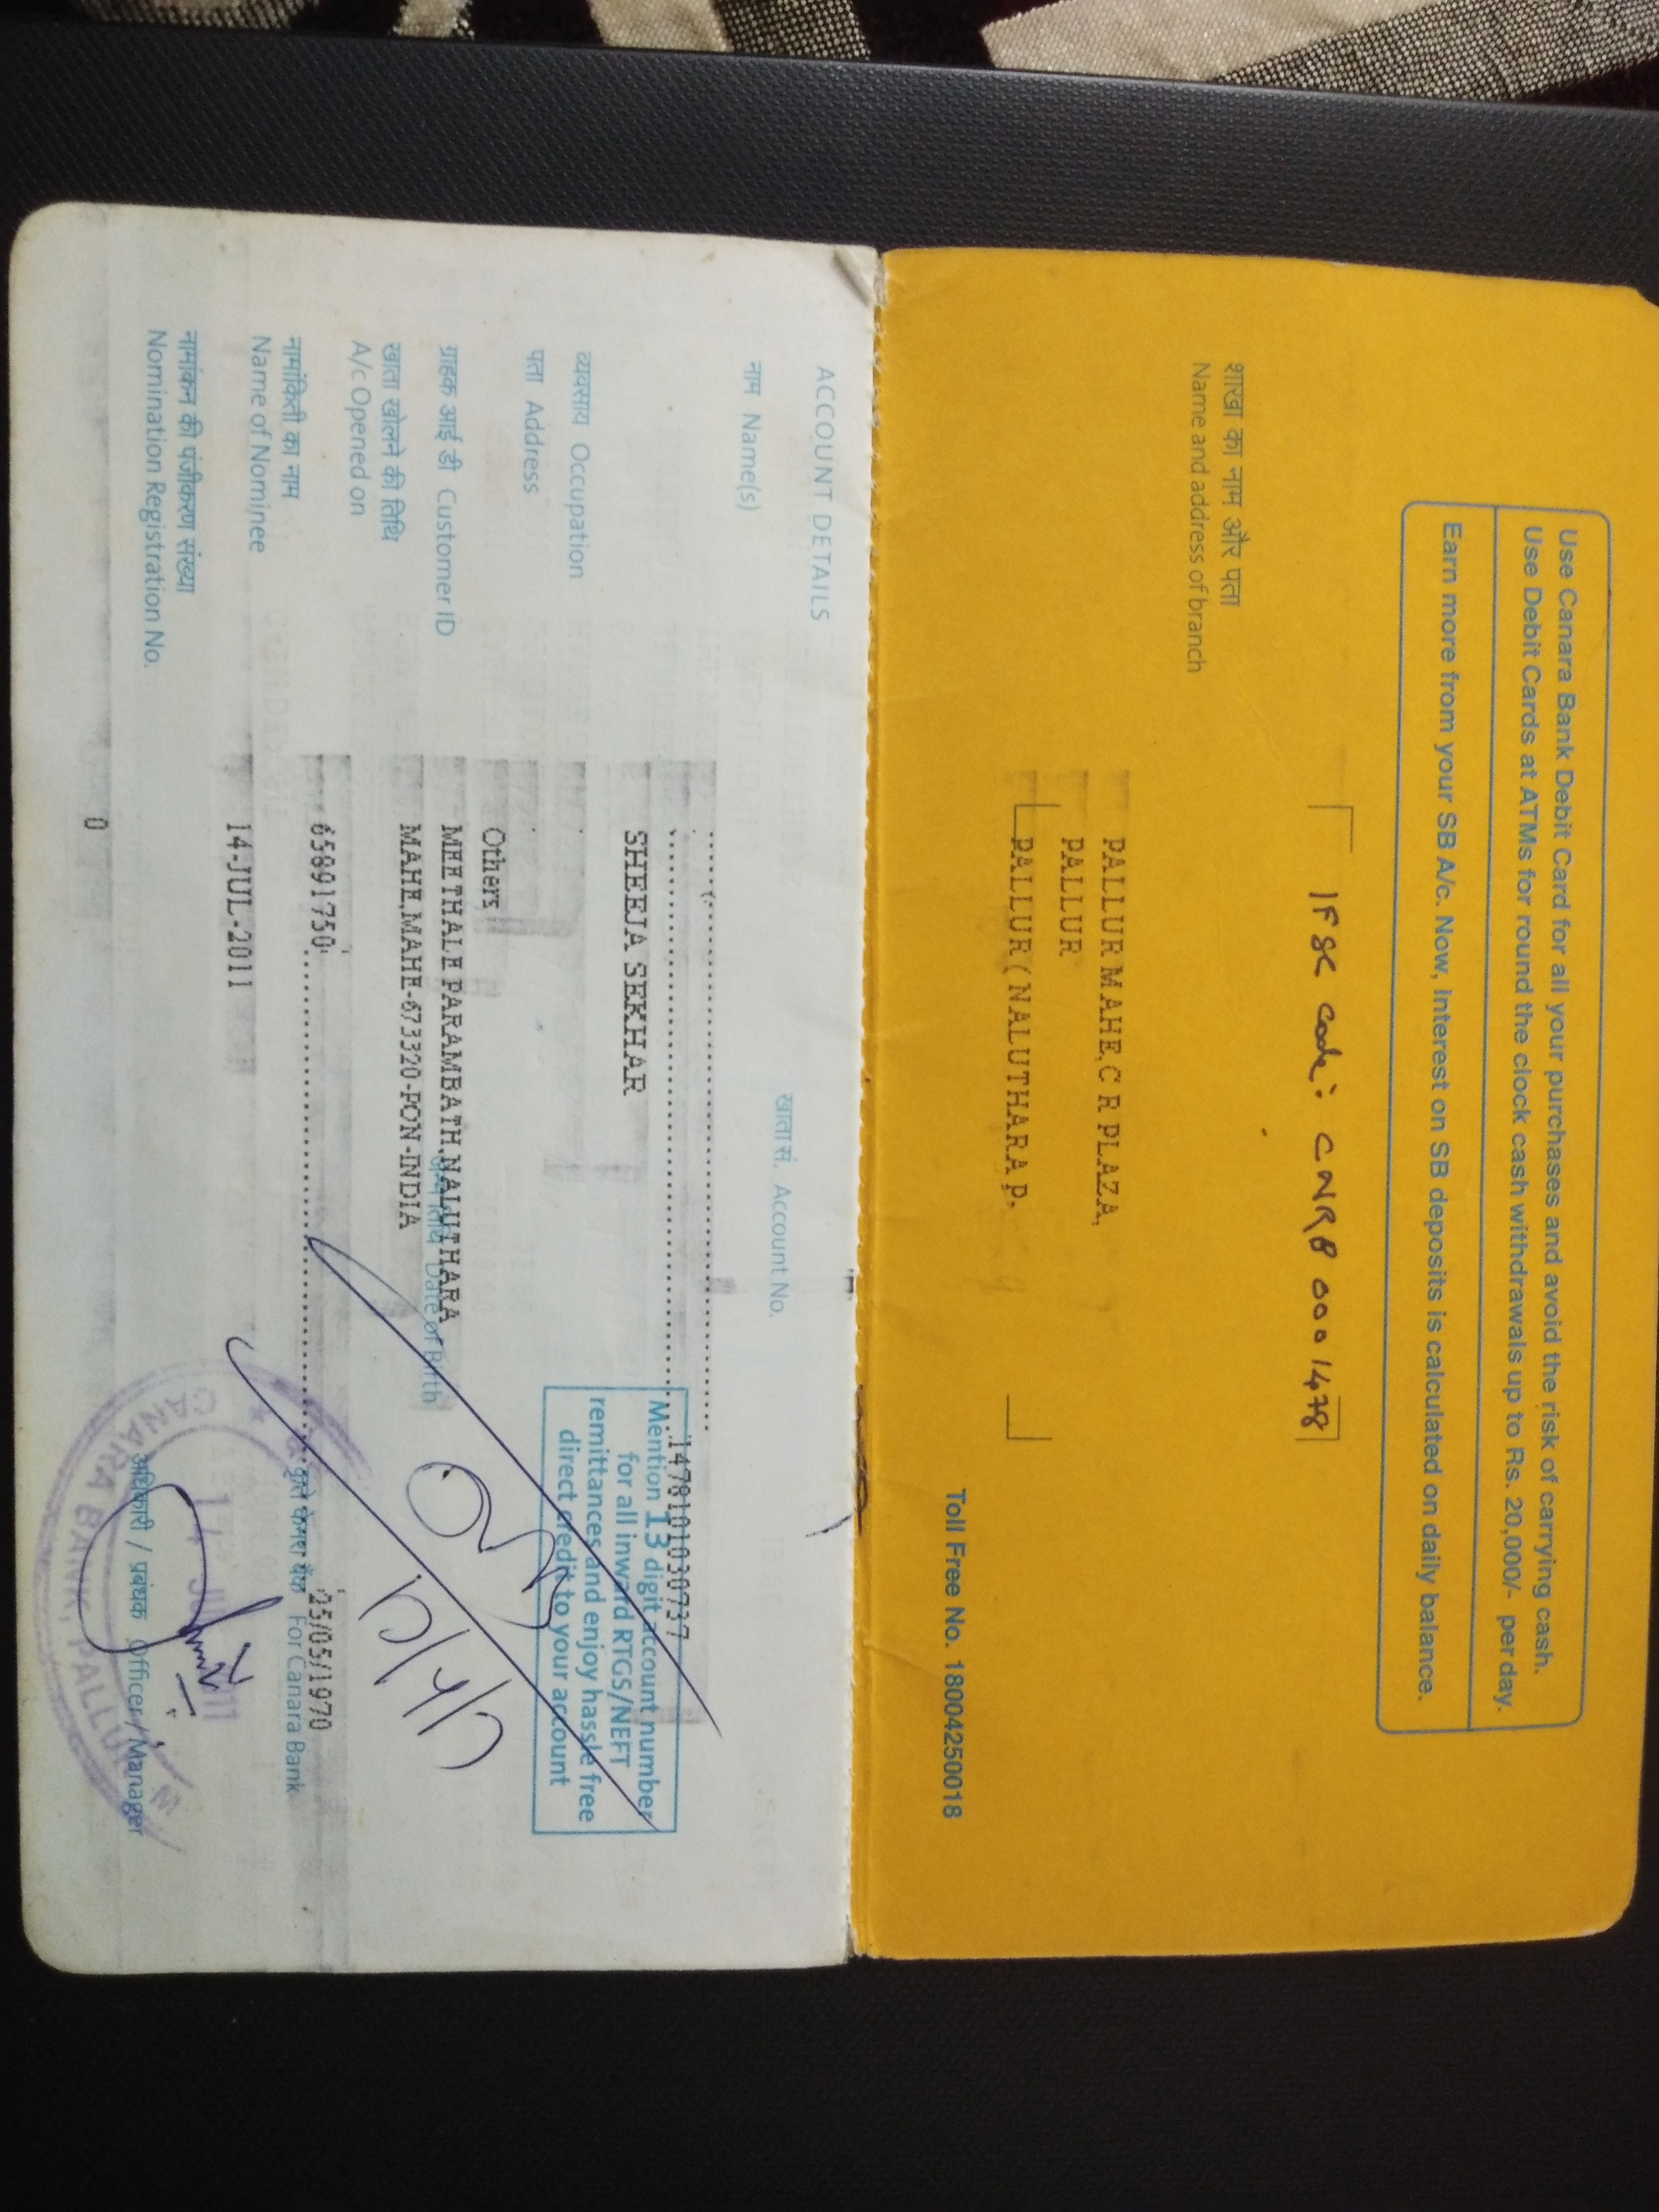 Use Canara Bank Debit Card for all your purchases and avoid the risk of carrying cash.
Use Debit Cards at ATMs for round the clock cash withdrawals up to Rs. 20,000/- per day.
Earn more from your SB A/c. Now, Interest on SB deposits is calculated on daily balance.
IFSC Code: CNRB 0001478
शाखा का नाम और पता
Name and address of branch
PALLUR MAHE,C R PLAZA,
PALLUR
PALLUR(NALUTHARA P.
Toll Free No. 18004250018
ACCOUNT DETAILS
खाता सं. Account No.
नाम Name(s)
1478101030737
SHEEJA SEKHAR
Mention 13 digit account number
for all inward RTGS/NEFT
remittances and enjoy hassle free
direct credit to your account
व्यवसाय Occupation
पता Address
Others
MEETHALE PARAMBATH,NALUTHARA
MAHE,MAHE-673320-PON-INDIA
ग्राहक आई डी Customer ID
Date of Birth
खाता खोलने की तिथि
A/c Opened on
65891750
25/05/1970
नामांकिती का नाम
Name of Nominee
For Canara Bank
14-JUL-2011
नामांकन की पंजीकरण संख्या
Nomination Registration No.
अधिकारी / प्रबंधक Officer / Manager
0
CANARA BANK, PALLUR